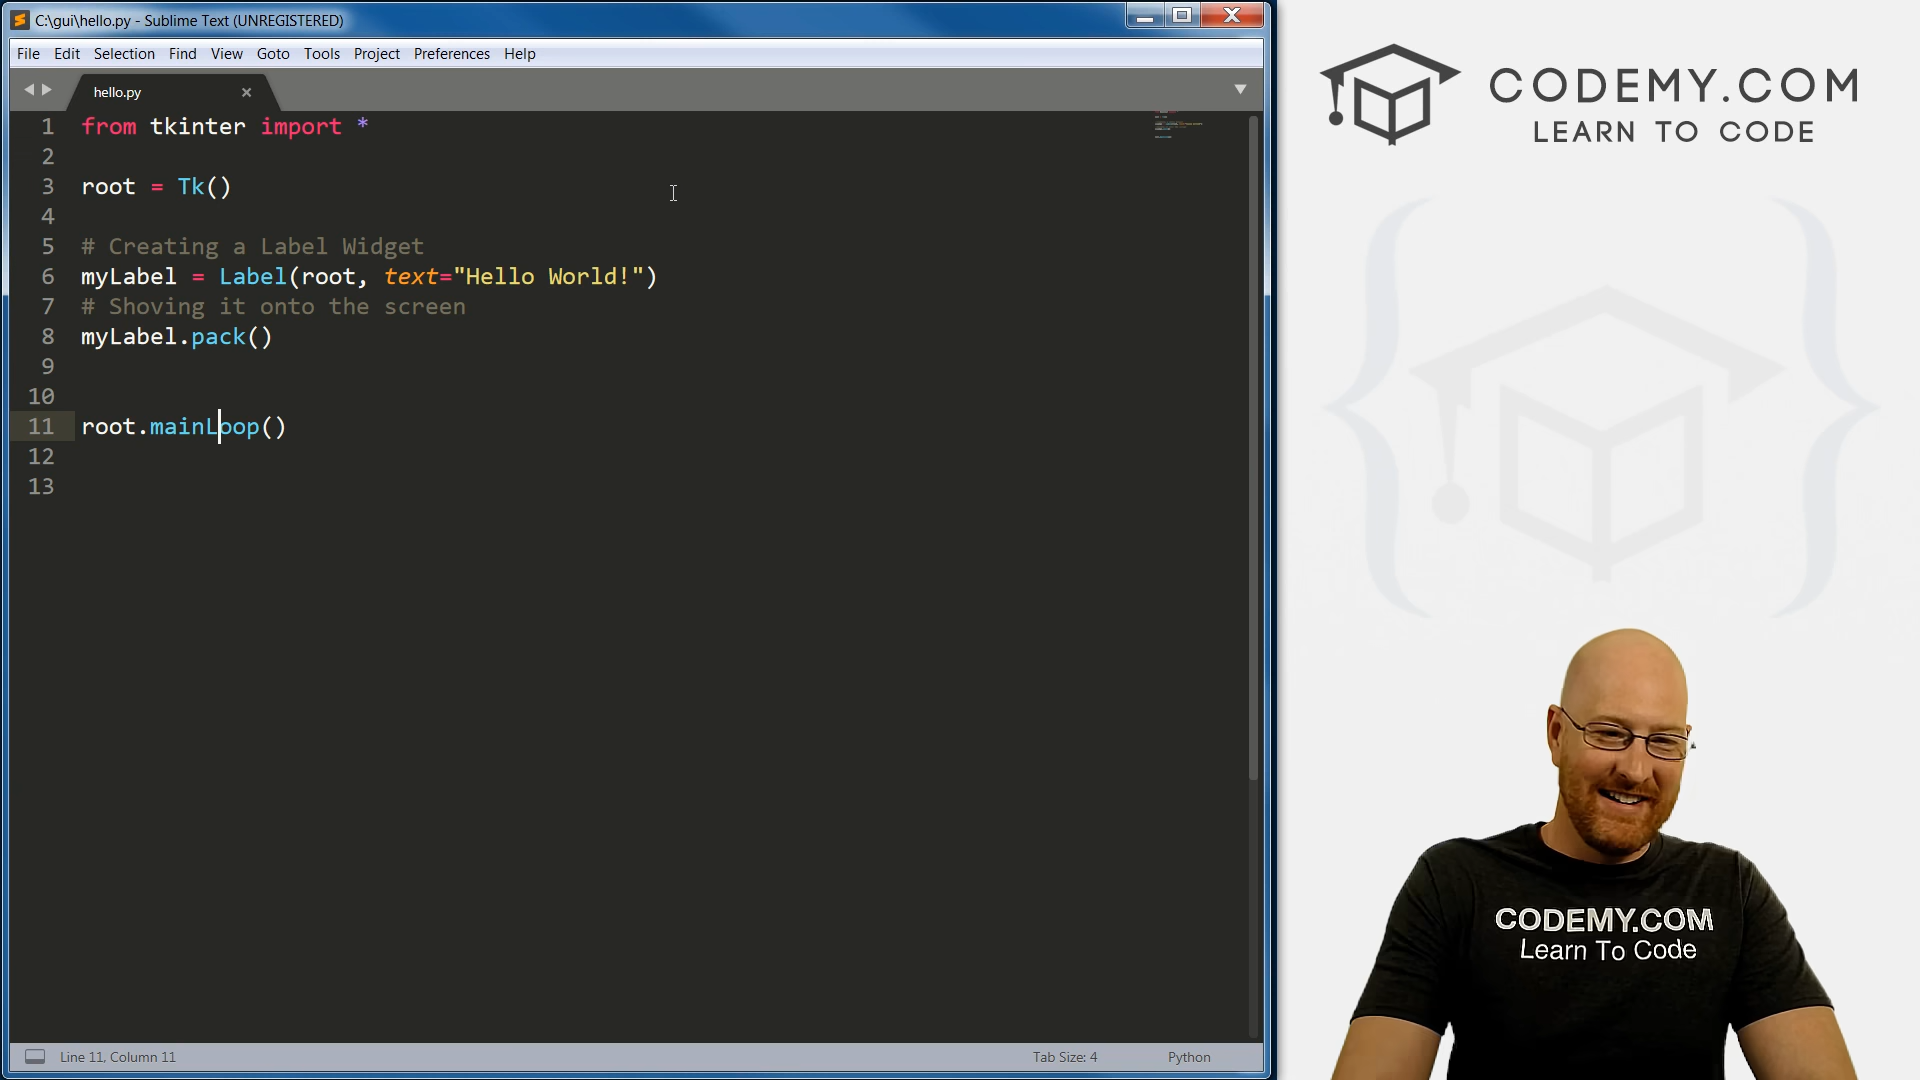 C:\gui\hello.py - Sublime Text (UNREGISTERED)
File Edit Selection Find View Goto Tools Project Preferences Help
hello.py
1 from tkinter import *
2
3 root = Tk()
4
5 # Creating a Label Widget
6 myLabel = Label(root, text="Hello World!")
7 # Shoving it onto the screen
8 myLabel.pack()
9
10
11 root.mainLoop()
12
13
Line 11, Column 11
Tab Size: 4
Python
CODEMY.COM
LEARN TO CODE
CODEMY.COM
Learn To Code